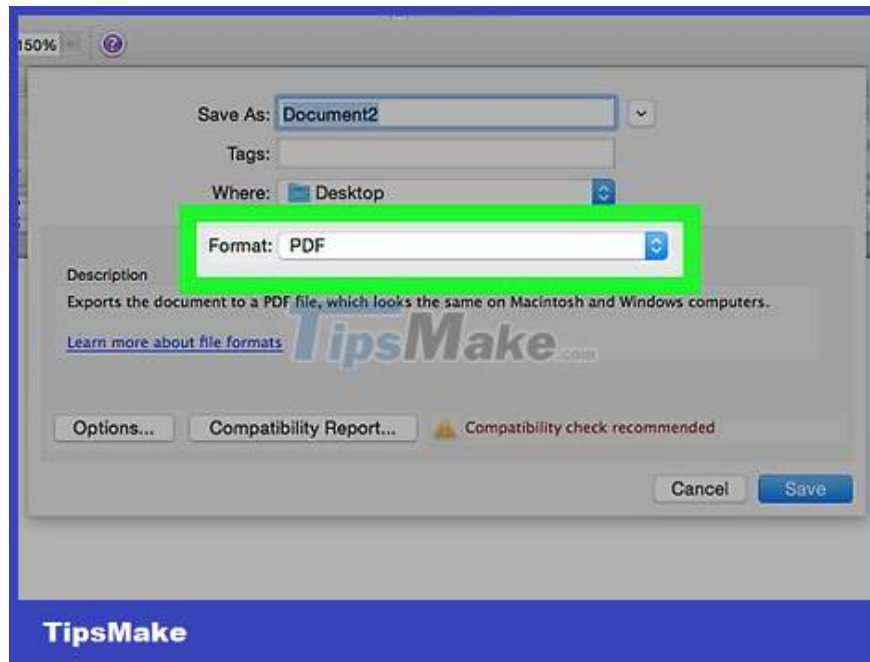 150%
Save As: Document2
Tags:
Where: Desktop
Format: PDF
Description
Exports the document to a PDF file, which looks the same on Macintosh and Windows computers.
Learn more about file formats
TipsMake.com
Options... Compatibility Report... Compatibility check recommended
Cancel Save
TipsMake